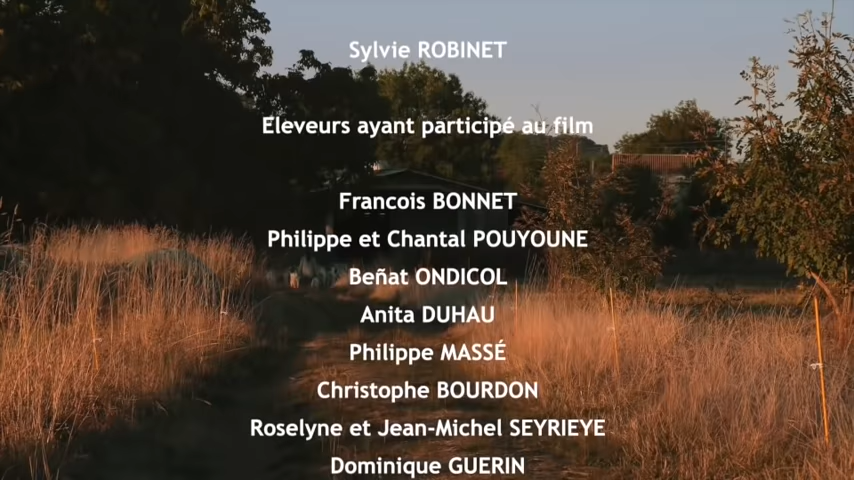 Sylvie ROBINET
Eleveurs ayant participé au film
Francois BONNET
Philippe et Chantal POUYOUNE
Beñat ONDICOL
Anita DUHAU
Philippe MASSÉ
Christophe BOURDON
Roselyne et Jean-Michel SEYRIEYE
Dominique GUERIN